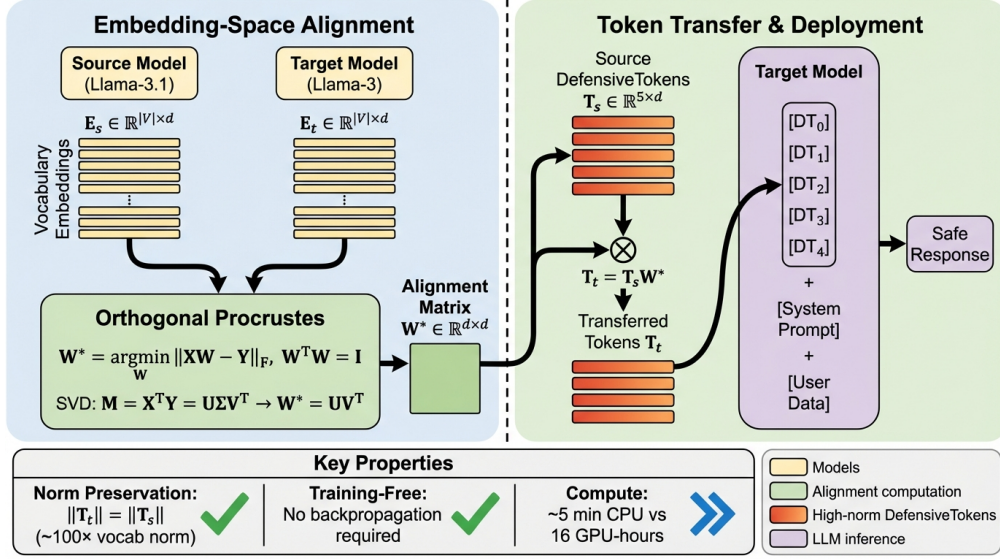 Embedding-Space Alignment
Source Model
(Llama-3.1)
Target Model
(Llama-3)
E_s ∈ ℝ^{|V|×d}
E_t ∈ ℝ^{|V|×d}
Vocabulary
Embeddings
⋮
⋮
Orthogonal Procrustes
W* = argmin_W ||XW − Y||_F, W^T W = I
SVD: M = X^T Y = UΣV^T → W* = UV^T
Alignment
Matrix
W* ∈ ℝ^{d×d}
Token Transfer & Deployment
Source
DefensiveTokens
T_s ∈ ℝ^{5×d}
⊗
T_t = T_s W*
Transferred
Tokens T_t
Target Model
[DT_0]
[DT_1]
[DT_2]
[DT_3]
[DT_4]
+
[System
Prompt]
+
[User
Data]
Safe
Response
Key Properties
Norm Preservation:
||T_t|| = ||T_s||
(~100× vocab norm)
Training-Free:
No backpropagation
required
Compute:
~5 min CPU vs
16 GPU-hours
Models
Alignment computation
High-norm DefensiveTokens
LLM inference